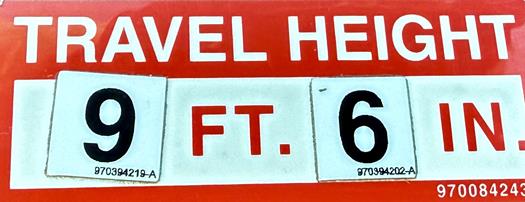 TRAVEL HEIGHT
9 FT. 6 IN.
970394219-A 970394202-A
970084243